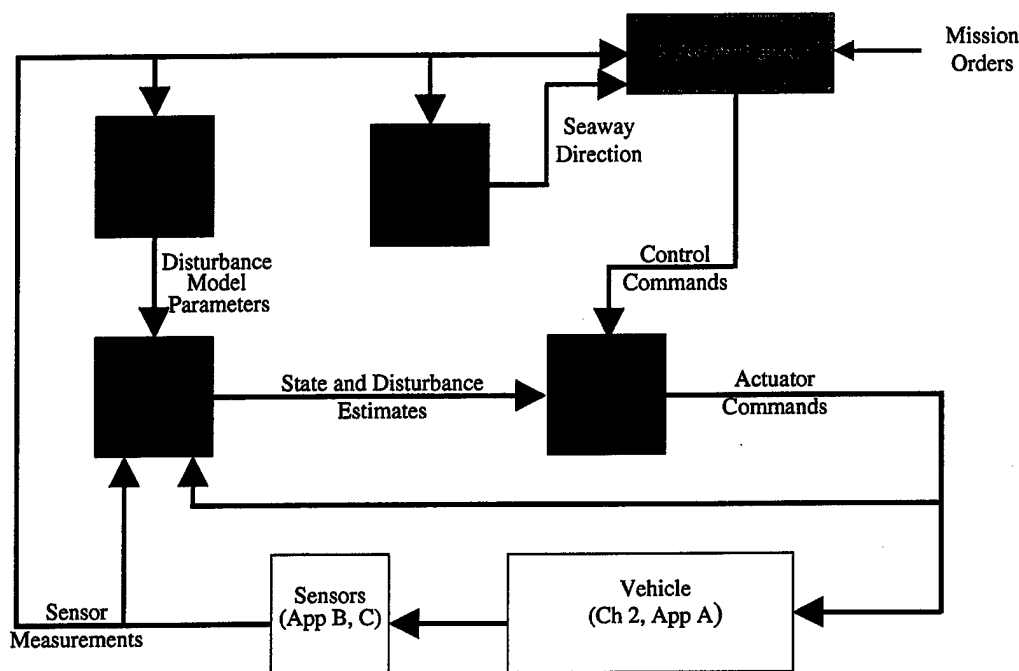 Mission
Orders
Seaway
Direction
Disturbance
Model
Parameters
Control
Commands
State and Disturbance
Estimates
Actuator
Commands
Sensor
Measurements
Sensors
(App B, C)
Vehicle
(Ch 2, App A)